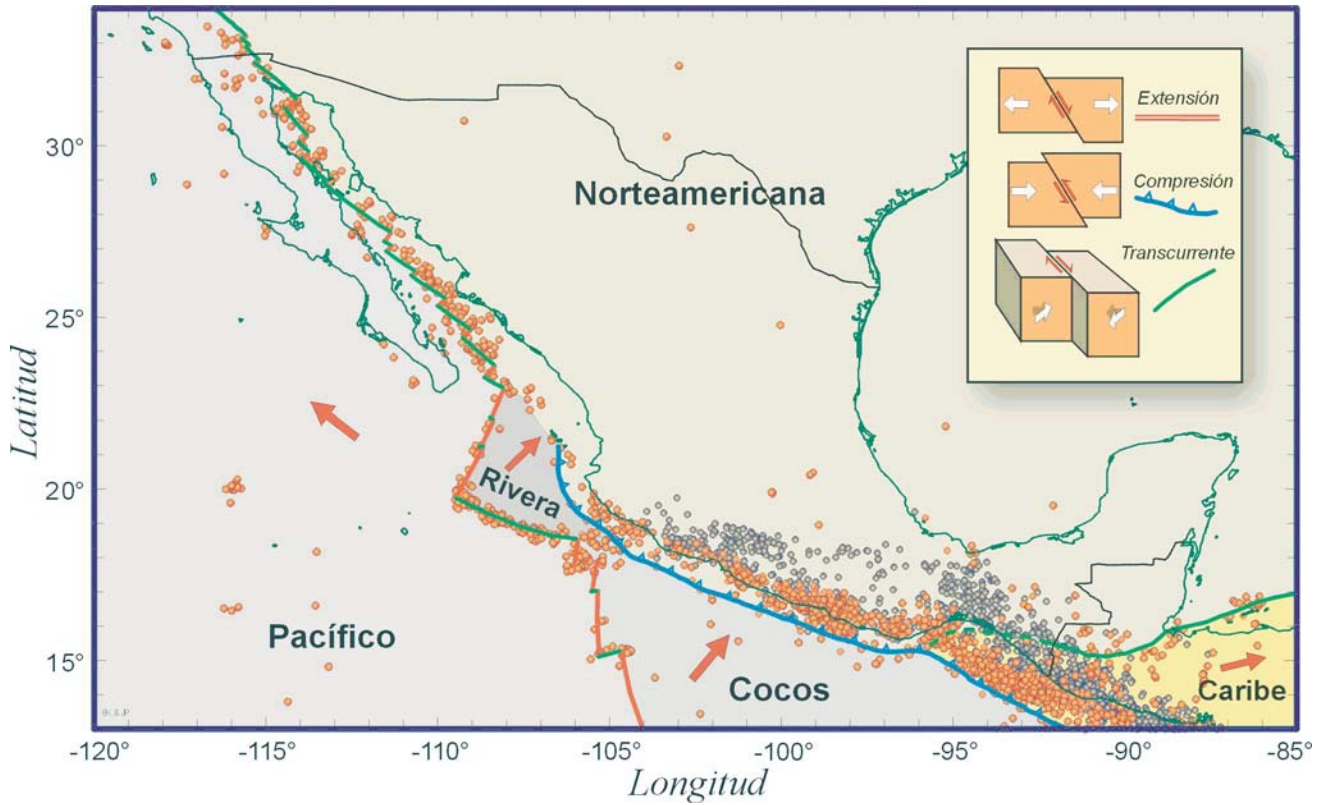 Extensión
30°
Norteamericana
Compresión
Transcurrente
25°
Latitud
20°
Rivera
Pacífico
15°
Cocos
Caribe
-120° -115° -110° -105° -100° -95° -90° -85°
Longitud